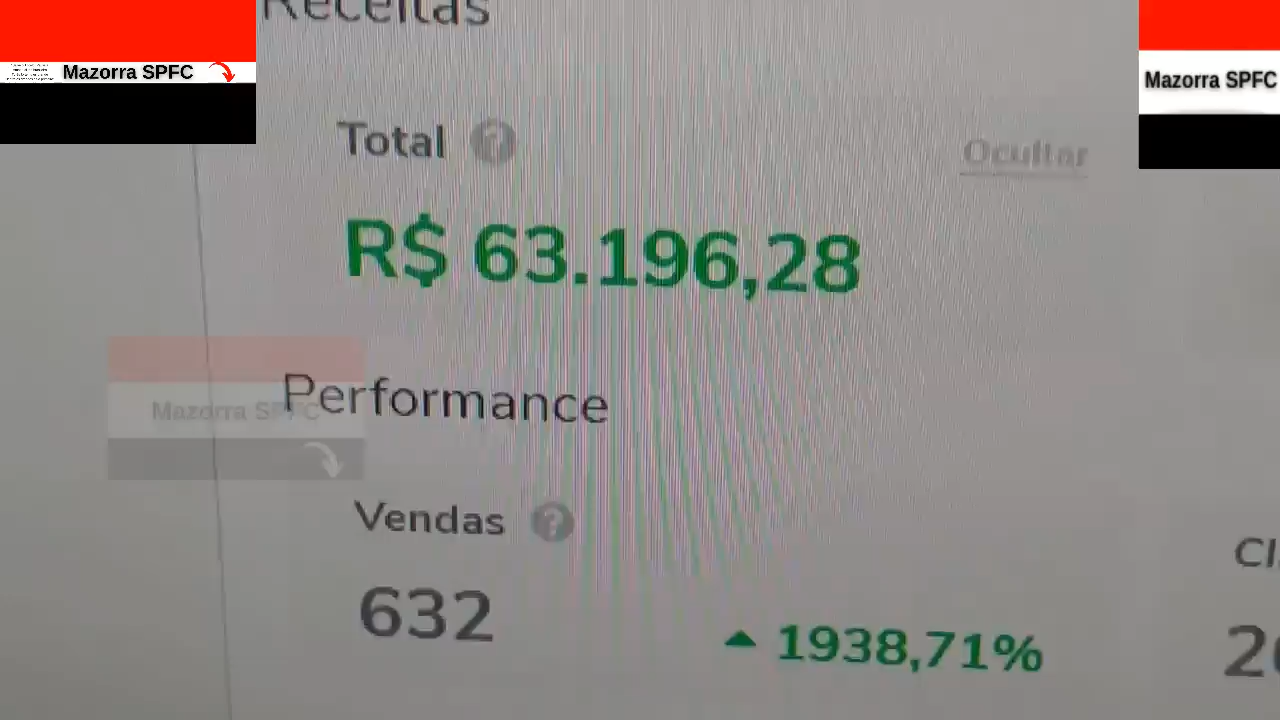 Receitas
Mazorra SPFC
Mazorra SPFC
Total
Ocultar
R$ 63.196,28
Performance
Mazorra SPFC
Vendas
632
1938,71%